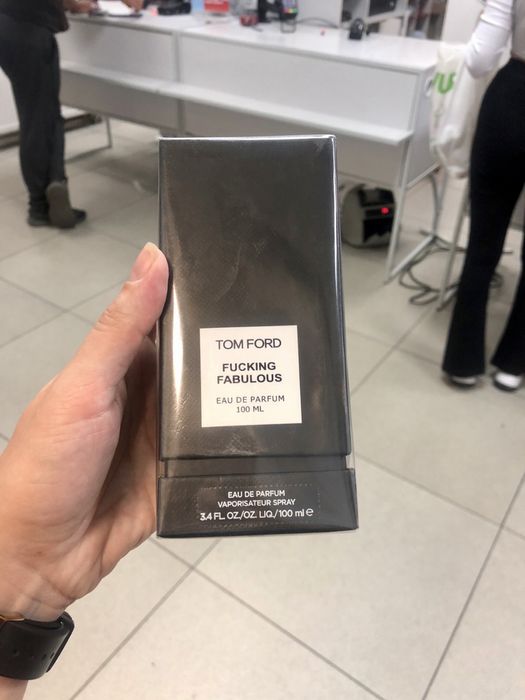 TOM FORD
FUCKING
FABULOUS
EAU DE PARFUM
100 ML
EAU DE PARFUM
VAPORISATEUR SPRAY
3.4 FL. OZ./OZ. LIQ./100 ml ℮